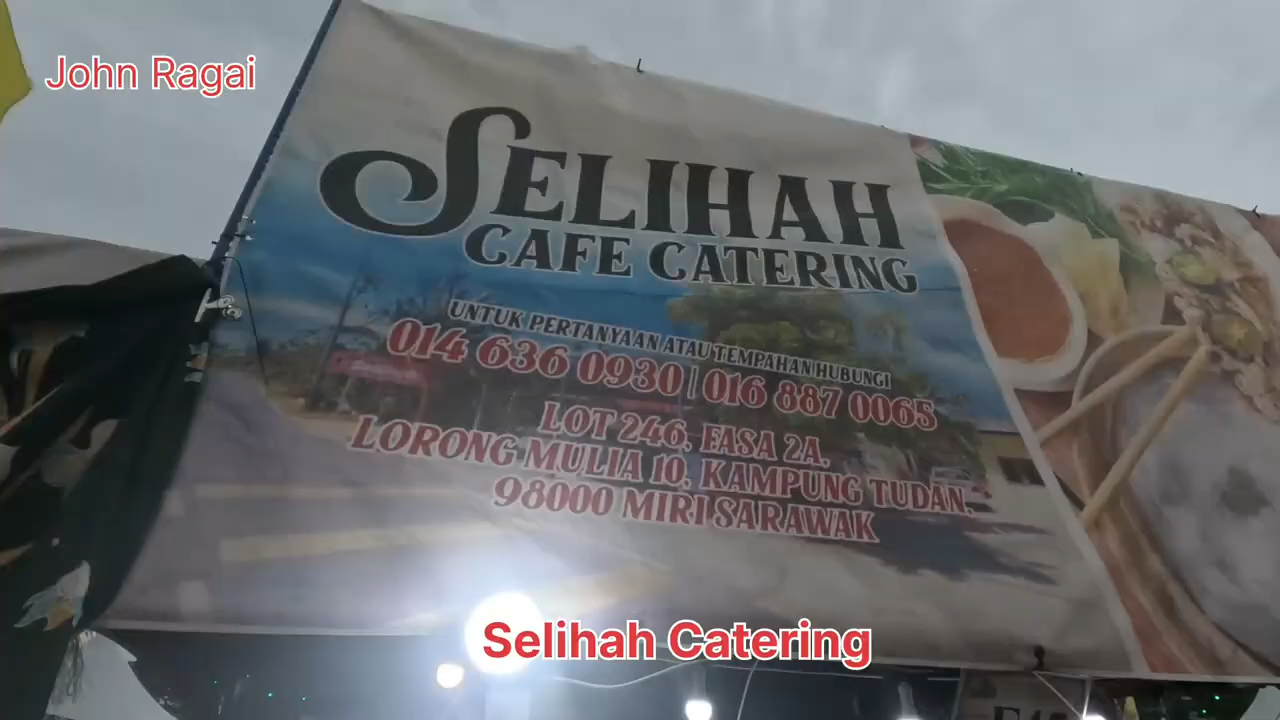 John Ragai
SELIHAH
CAFE CATERING
UNTUK PERTANYAAN ATAU TEMPAHAN HUBUNGI
014 636 0930 | 016 887 0065
LOT 246, FASA 2A,
LORONG MULIA 10, KAMPUNG TUDAN,
98000 MIRI SARAWAK
Selihah Catering